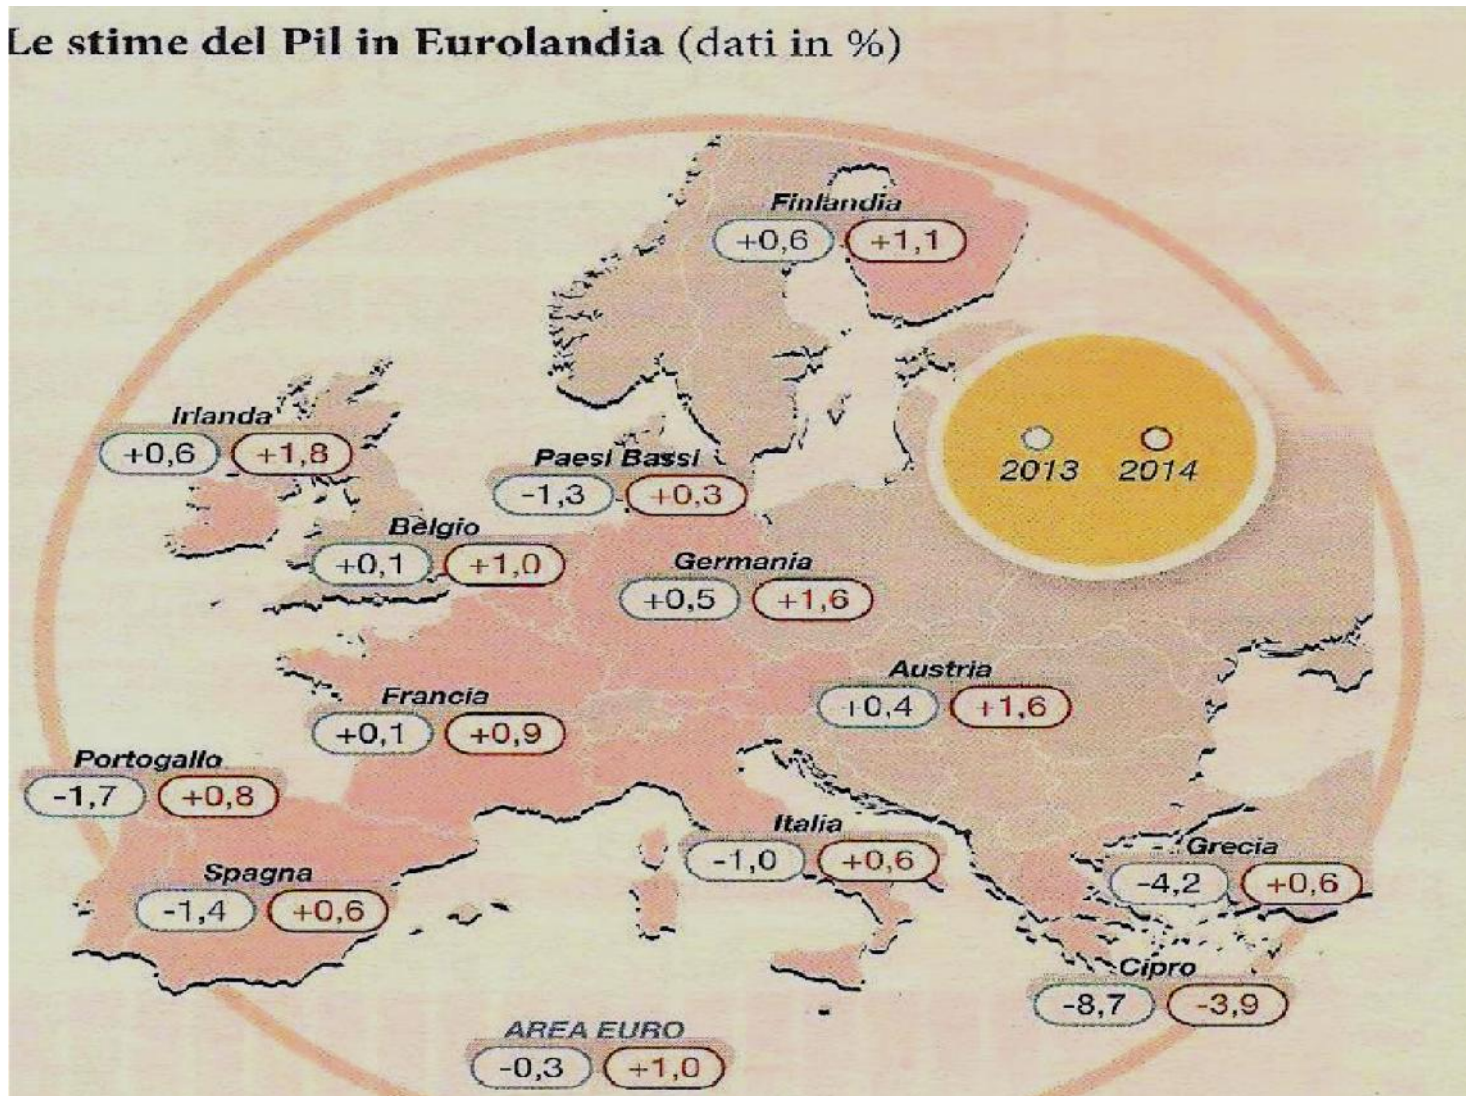 Le stime del Pil in Eurolandia (dati in %)
Finlandia
+0,6 +1,1
Irlanda
+0,6 +1,8
Paesi Bassi
-1,3 +0,3
2013 2014
Belgio
+0,1 +1,0
Germania
+0,5 +1,6
Austria
+0,4 +1,6
Francia
+0,1 +0,9
Portogallo
-1,7 +0,8
Italia
-1,0 +0,6
Grecia
-4,2 +0,6
Spagna
-1,4 +0,6
Cipro
-8,7 -3,9
AREA EURO
-0,3 +1,0